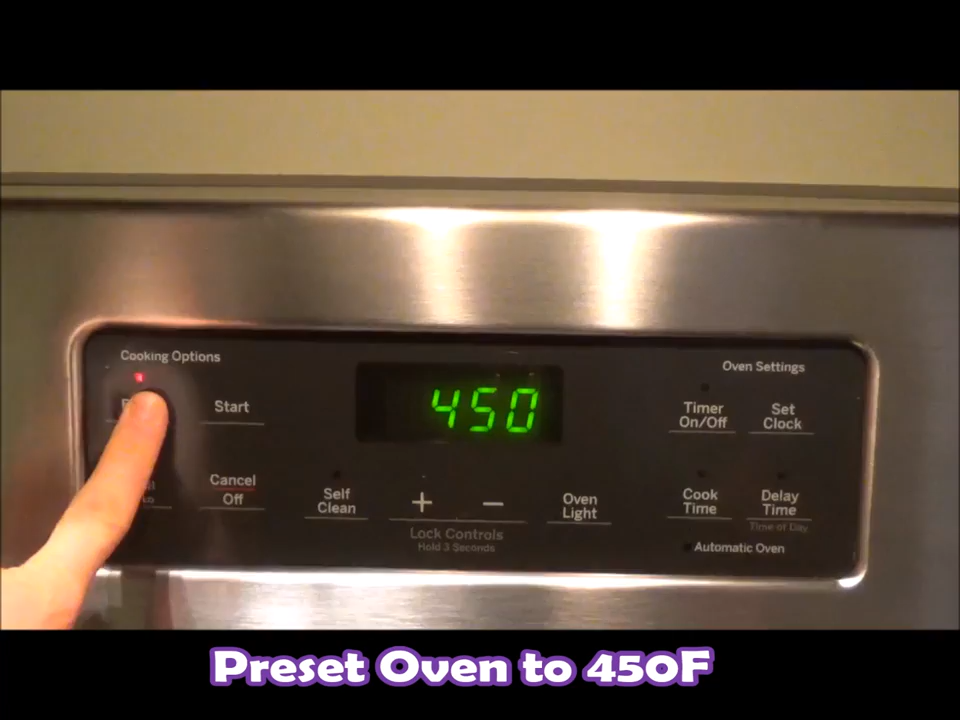 Cooking Options
Start
Cancel
Off
450
Self
Clean
+ −
Lock Controls
Hold 3 Seconds
Oven
Light
Oven Settings
Timer
On/Off
Set
Clock
Cook
Time
Delay
Time
Time of Day
Automatic Oven
Preset Oven to 450F